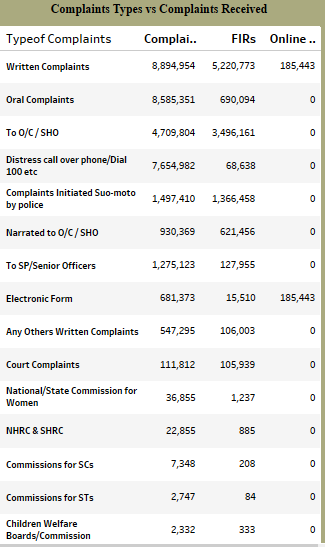 Complaints Types vs Complaints Received
Typeof Complaints Complai.. FIRs Online ..
Written Complaints 8,894,954 5,220,773 185,443
Oral Complaints 8,585,351 690,094 0
To O/C / SHO 4,709,804 3,496,161 0
Distress call over phone/Dial
100 etc 7,654,982 68,638 0
Complaints Initiated Suo-moto
by police 1,497,410 1,366,458 0
Narrated to O/C / SHO 930,369 621,456 0
To SP/Senior Officers 1,275,123 127,955 0
Electronic Form 681,373 15,510 185,443
Any Others Written Complaints 547,295 106,003 0
Court Complaints 111,812 105,939 0
National/State Commission for
Women 36,855 1,237 0
NHRC & SHRC 22,855 885 0
Commissions for SCs 7,348 208 0
Commissions for STs 2,747 84 0
Children Welfare
Boards/Commission 2,332 333 0